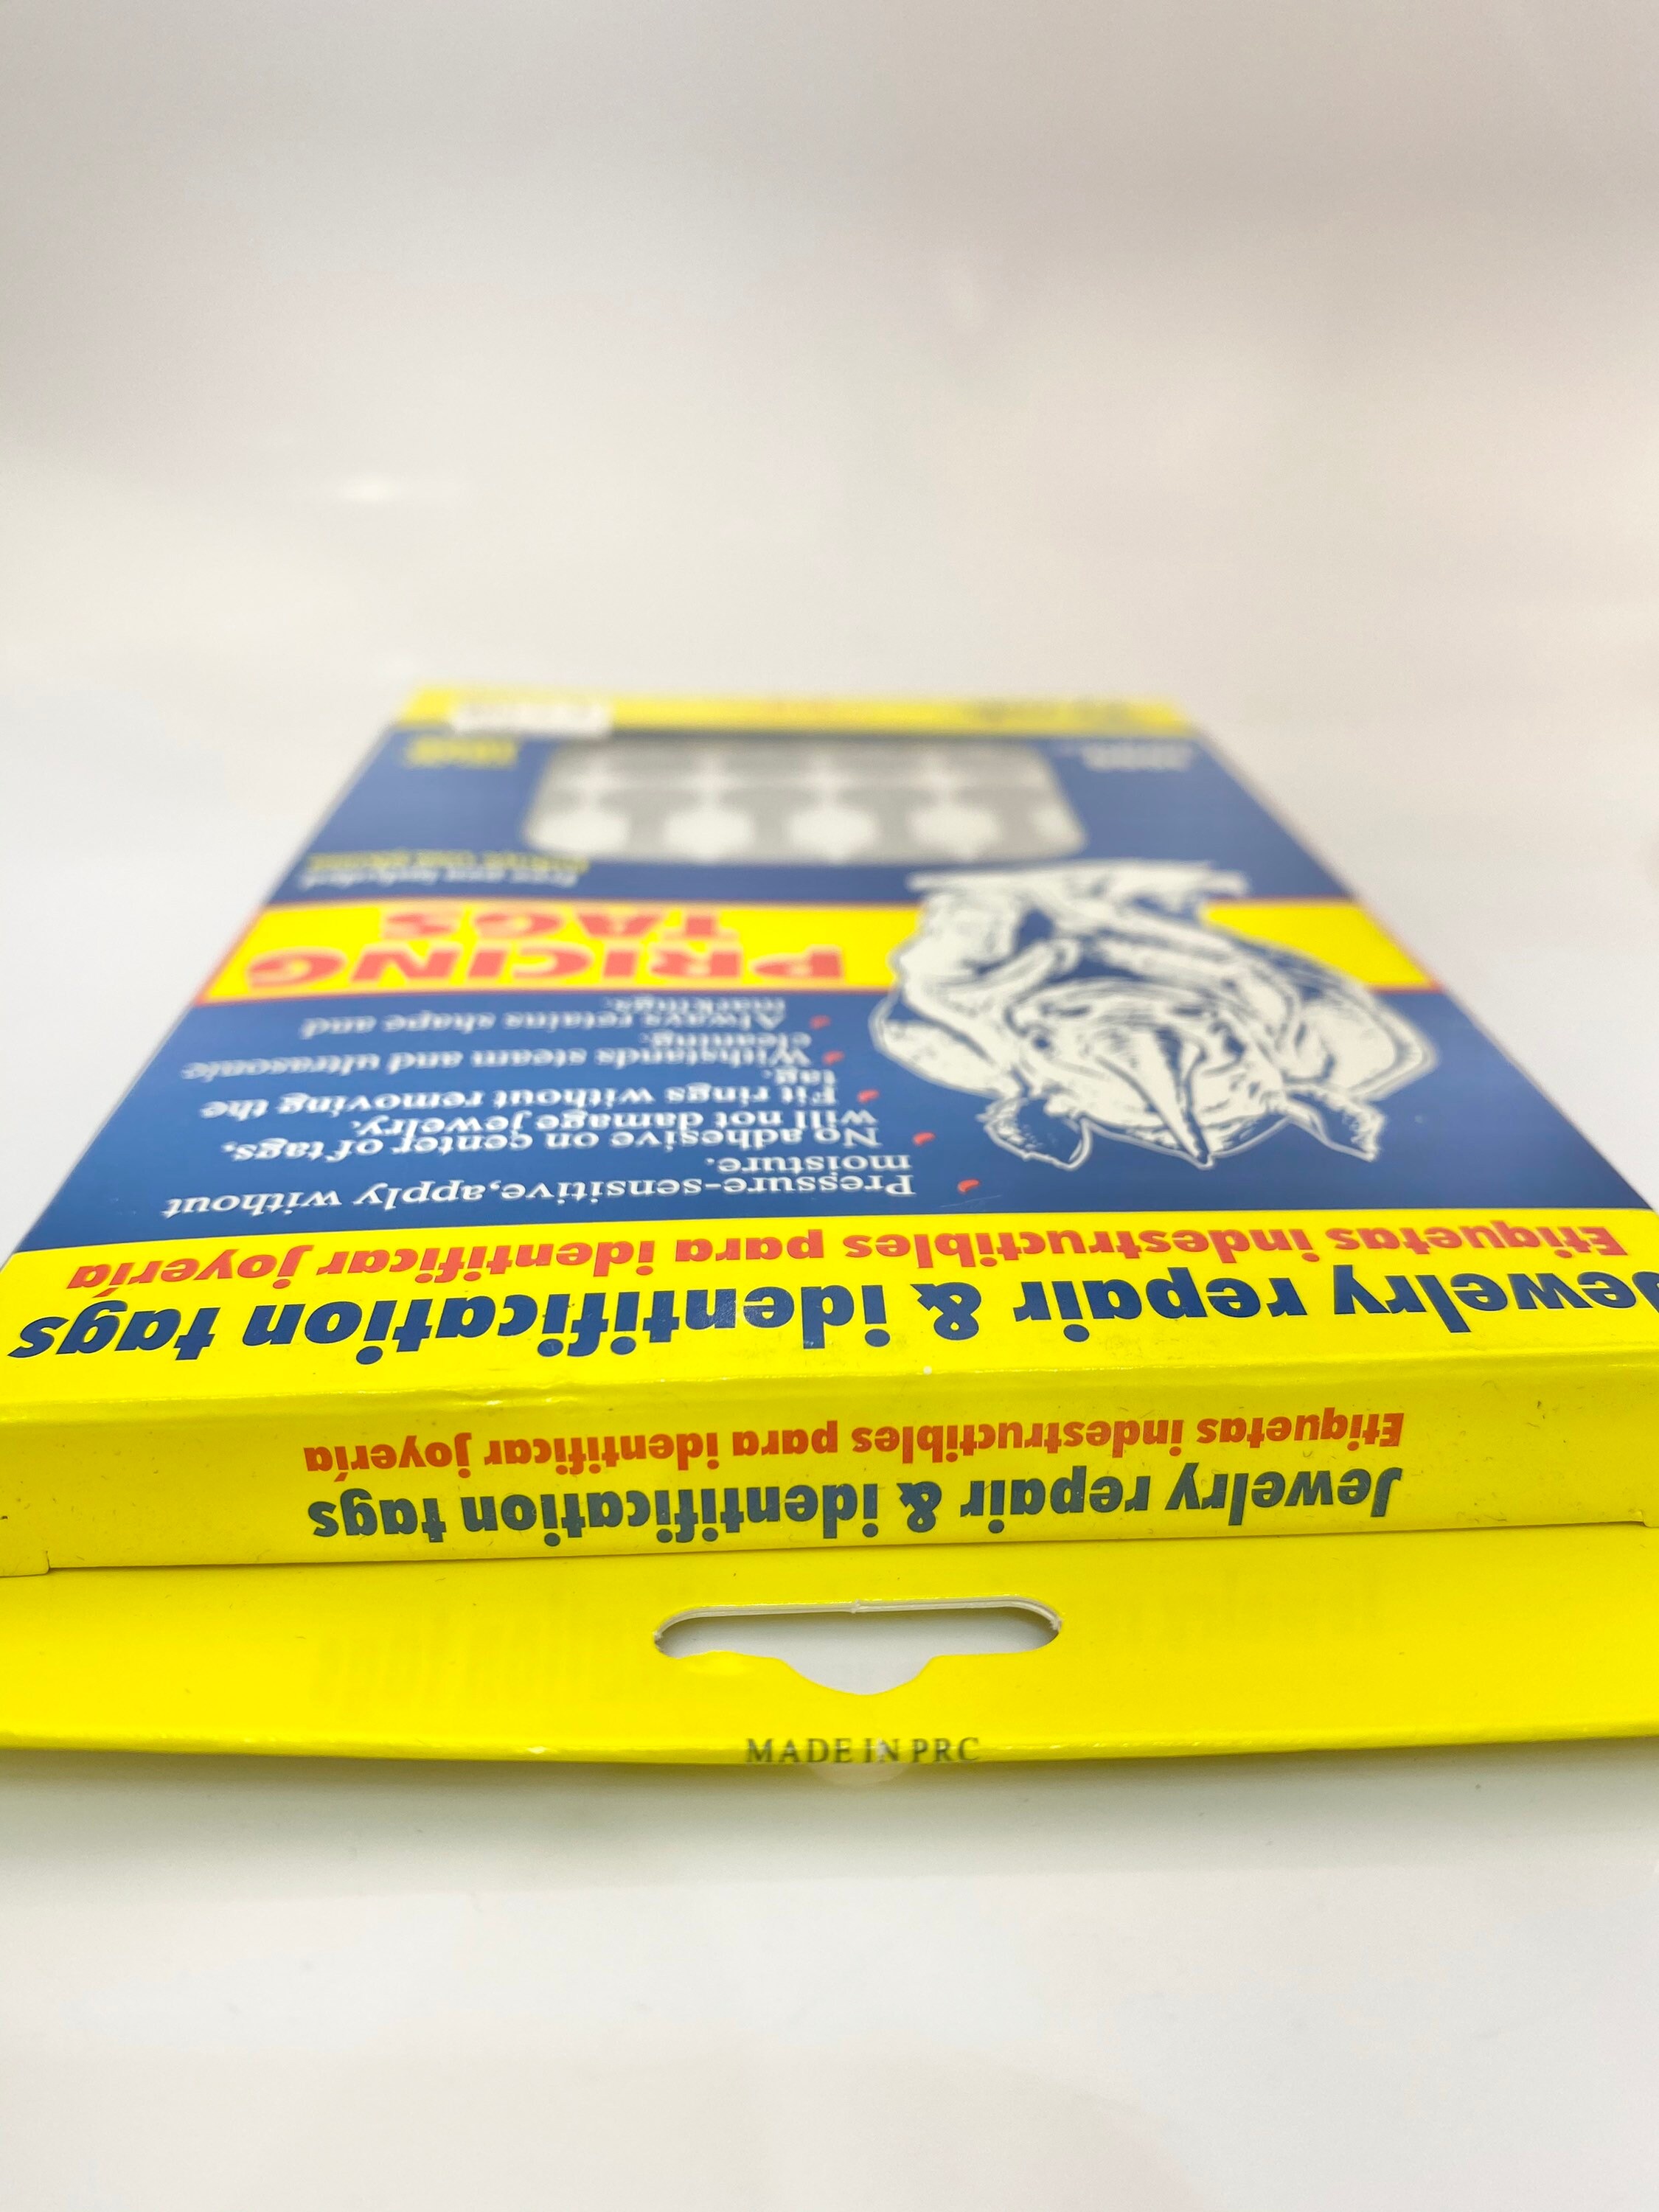 MADE IN PRC
Jewelry repair & identification tags
Etiquetas indestructibles para identificar joyería
Jewelry repair & identification tags
Etiquetas indestructibles para identificar joyería
Pressure-sensitive,apply without
moisture.
No adhesive on center of tags,
will not damage jewelry.
Fit rings without removing the
tag.
Withstands steam and ultrasonic
cleaning.
Always retains shape and
markings.
PRICING
TAGS